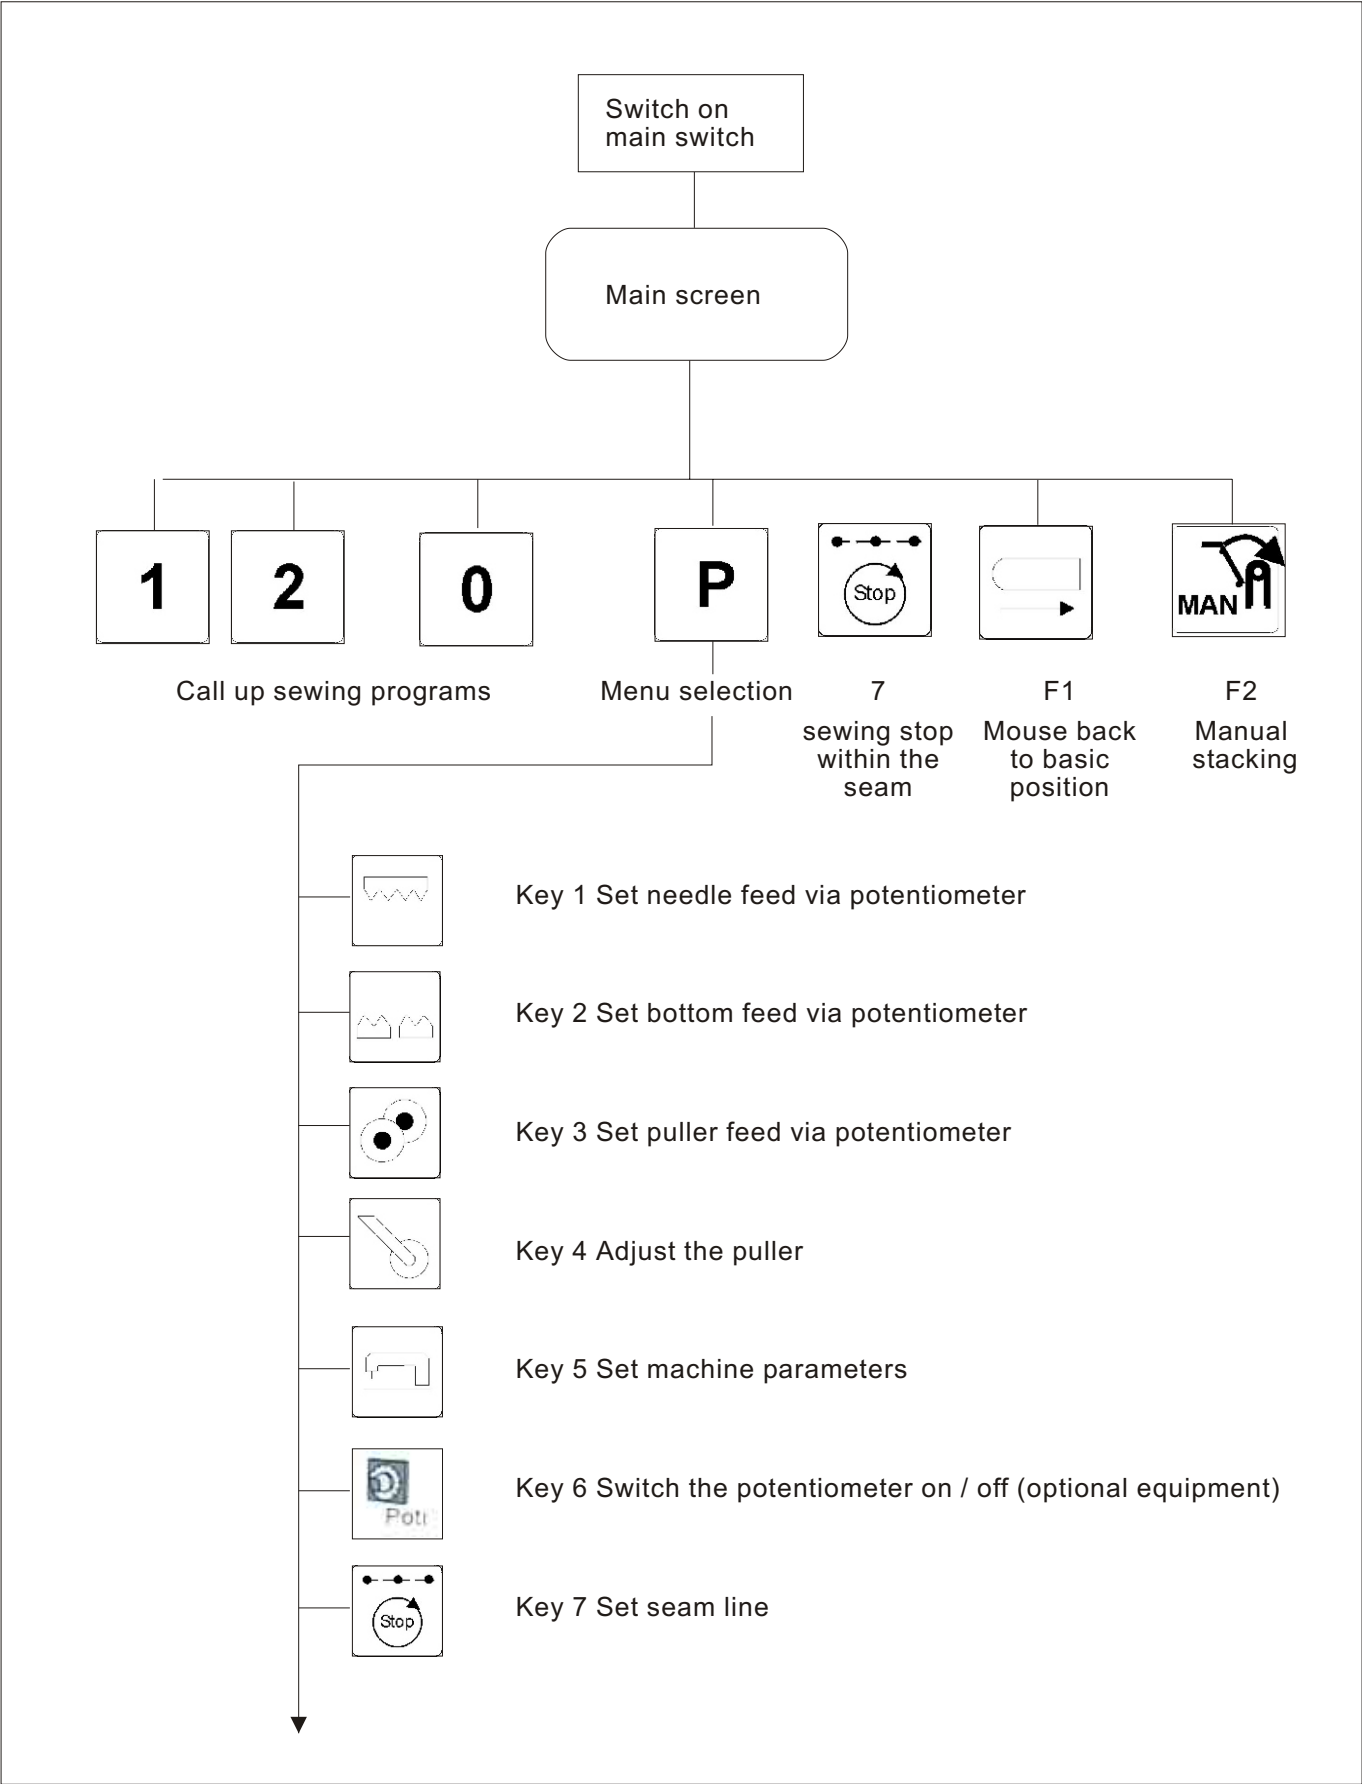 Switch on
main switch
Main screen
1
2
0
P
Stop
MAN
Call up sewing programs
Menu selection
7
sewing stop
within the
seam
F1
Mouse back
to basic
position
F2
Manual
stacking
Key 1 Set needle feed via potentiometer
Key 2 Set bottom feed via potentiometer
Key 3 Set puller feed via potentiometer
Key 4 Adjust the puller
Key 5 Set machine parameters
Poti
Key 6 Switch the potentiometer on / off (optional equipment)
Stop
Key 7 Set seam line